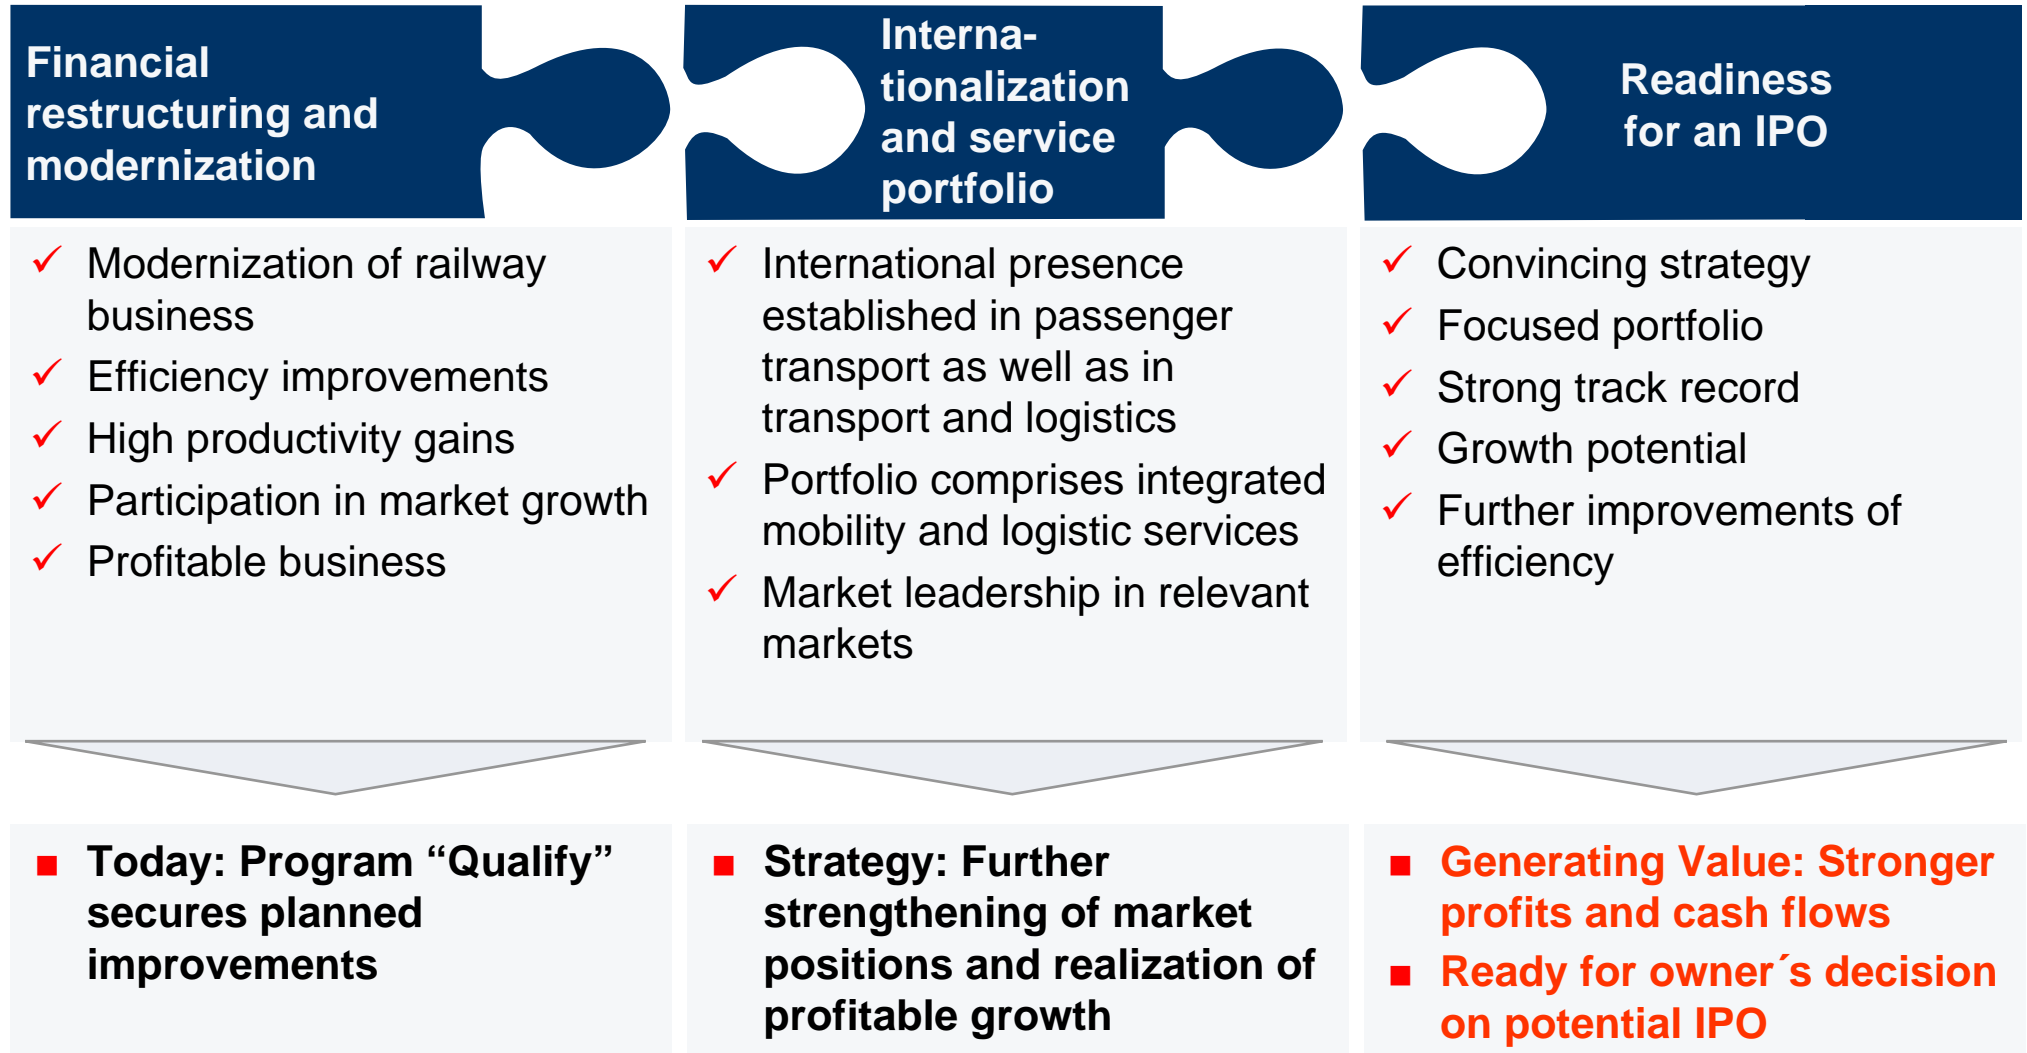 Financial
restructuring and
modernization
Interna-
tionalization
and service
portfolio
Readiness
for an IPO
✓ Modernization of railway
business
✓ Efficiency improvements
✓ High productivity gains
✓ Participation in market growth
✓ Profitable business
✓ International presence
established in passenger
transport as well as in
transport and logistics
✓ Portfolio comprises integrated
mobility and logistic services
✓ Market leadership in relevant
markets
✓ Convincing strategy
✓ Focused portfolio
✓ Strong track record
✓ Growth potential
✓ Further improvements of
efficiency
■ Today: Program “Qualify”
secures planned
improvements
■ Strategy: Further
strengthening of market
positions and realization of
profitable growth
■ Generating Value: Stronger
profits and cash flows
■ Ready for owner´s decision
on potential IPO